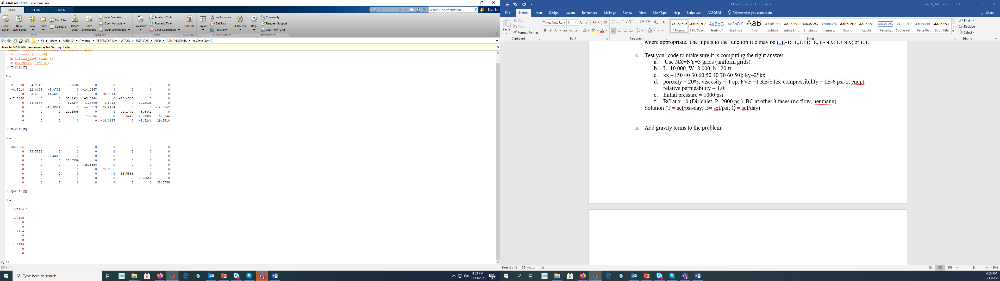 MATLAB R2019a - academic use
HOME PLOTS APPS
Search Documentation Sign In
New Script
New Live Script
New
Open
Find Files
Compare
Import Data
Save Workspace
New Variable
Open Variable
Clear Workspace
Favorites
Analyze Code
Run and Time
Clear Commands
Simulink
Layout
Preferences
Set Path
Parallel
Add-Ons
Help
Community
Request Support
Learn MATLAB
FILE VARIABLE CODE SIMULINK ENVIRONMENT RESOURCES
C: Users MTB442 Desktop RESERVOIR SIMULATION PGE 392K 2020 ASSIGNMENTS In Class Oct 13
New to MATLAB? See resources for Getting Started.
> In contourf (line 60)
In initial_plot (line 23)
In P2D_v2020 (line 37)
>> T=full(T)
T =
31.8930 -4.5013 0 -17.2636 0 0 0 0 0
-4.5013 22.0405 -3.4725 0 -14.0667 0 0 0 0
0 -3.4725 14.3239 0 0 -10.8514 0 0 0
-17.2636 0 0 55.3924 -5.5244 0 -20.4508 0 0
0 -14.0667 0 -5.5244 41.3560 -4.5013 0 -17.2636 0
0 0 -10.8514 0 -4.5013 29.4194 0 0 -14.0667
0 0 0 -20.4508 0 0 41.1742 -6.5442 0
0 0 0 0 -17.2636 0 -6.5442 29.3322 -5.5244
0 0 0 0 0 -14.0667 0 -5.5244 19.5910
>> B=full(B)
B =
35.5556 0 0 0 0 0 0 0 0
0 35.5556 0 0 0 0 0 0 0
0 0 35.5556 0 0 0 0 0 0
0 0 0 35.5556 0 0 0 0 0
0 0 0 0 35.5556 0 0 0 0
0 0 0 0 0 35.5556 0 0 0
0 0 0 0 0 0 35.5556 0 0
0 0 0 0 0 0 0 35.5556 0
0 0 0 0 0 0 0 0 35.5556
>> Q=full(Q)
Q =
1.0e+04 *
1.0128
0
0
1.2154
0
0
1.4179
0
0
fx >>
Type here to search
4:03 PM
10/13/2020
27
In Class Problem Oct 13 - Word
Balhoff, Matthew T
File Home Insert Design Layout References Mailings Review View MathType Help Script Lab ACROBAT Tell me what you want to do Share
Paste
Cut
Copy
Format Painter
Times New Ro 11
AaBbCcDc Normal
AaBbCcDc No Spac...
AaBbC( Heading 1
AaBbCcE Heading 2
AaB Title
AaBbCcD Subtitle
AaBbCcDc Subtle Em...
AaBbCcDc Emphasis
AaBbCcDc Intense E...
AaBbCcDc Strong
AaBbCcDc Quote
AaBbCcDc Intense Q...
AABBCCDC Subtle Ref...
AABBCCDC Intense Re...
AaBbCcDc Book Title
Find
Replace
Select
Clipboard Font Paragraph Styles Editing
where appropriate. The inputs to the function file may be L,L-1; L,L+1; L, L-NX; L+NX; or L,L
4. Test your code to make sure it is computing the right answer.
a. Use NX=NY=3 grids (uniform grids).
b. L=10,000, W=8,000, h= 20 ft
c. kx = [50 40 30 60 50 40 70 60 50]; ky=2*kx
d. porosity = 20%, viscosity = 1 cp; FVF =1 RB/STB; compressibility = 1E-6 psi-1; endpt
relative permeability = 1.0;
e. Initial pressure = 1000 psi
f. BC at x= 0 (Dirichlet, P=2000 psi). BC at other 3 faces (no flow, neumann)
Solution (T = scf/psi-day; B= scf/psi; Q = scf/day)
5. Add gravity terms to the problem.
Page 2 of 2 251 words
150%
4:03 PM
10/13/2020